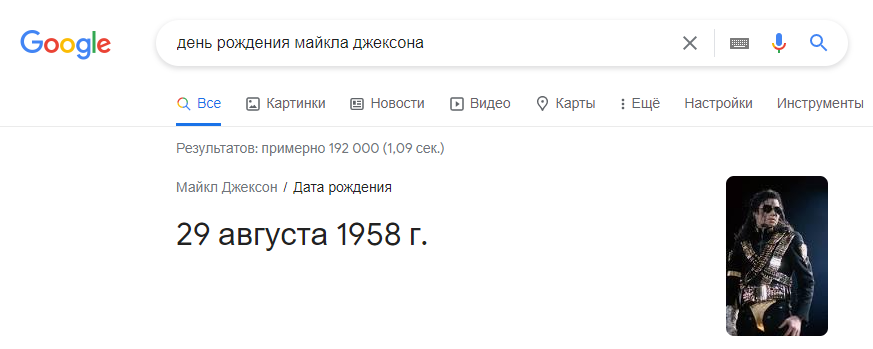 Google
день рождения майкла джексона
Все Картинки Новости Видео Карты Ещё Настройки Инструменты
Результатов: примерно 192 000 (1,09 сек.)
Майкл Джексон / Дата рождения
29 августа 1958 г.